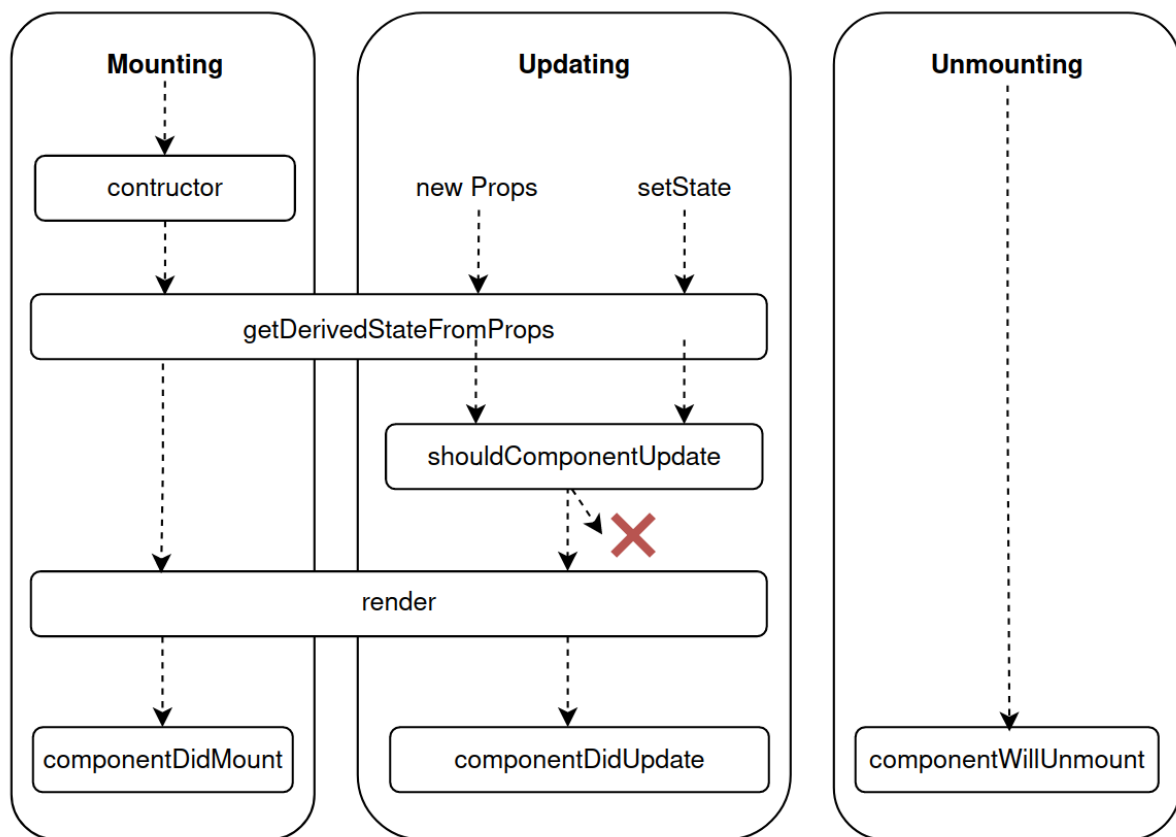 Mounting
Updating
Unmounting
contructor
new Props
setState
getDerivedStateFromProps
shouldComponentUpdate
render
componentDidMount
componentDidUpdate
componentWillUnmount